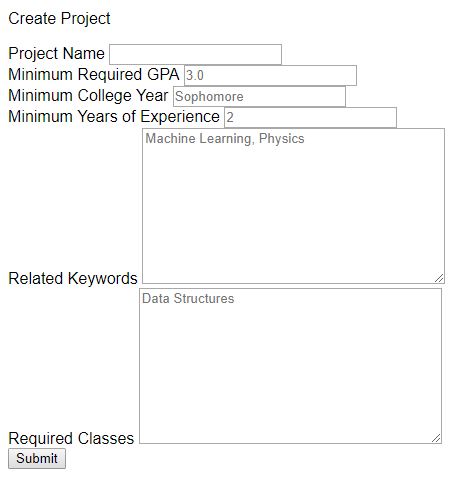 Create Project
Project Name
Minimum Required GPA 3.0
Minimum College Year Sophomore
Minimum Years of Experience 2
Machine Learning, Physics
Related Keywords
Data Structures
Required Classes
Submit